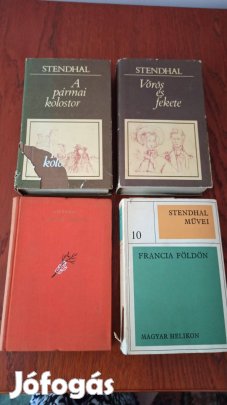 STENDHAL
A
pármai
kolostor
STENDHAL
Vörös
és
fekete
STENDHAL
MŰVEI
10
FRANCIA FÖLDÖN
MAGYAR HELIKON
Jófogás